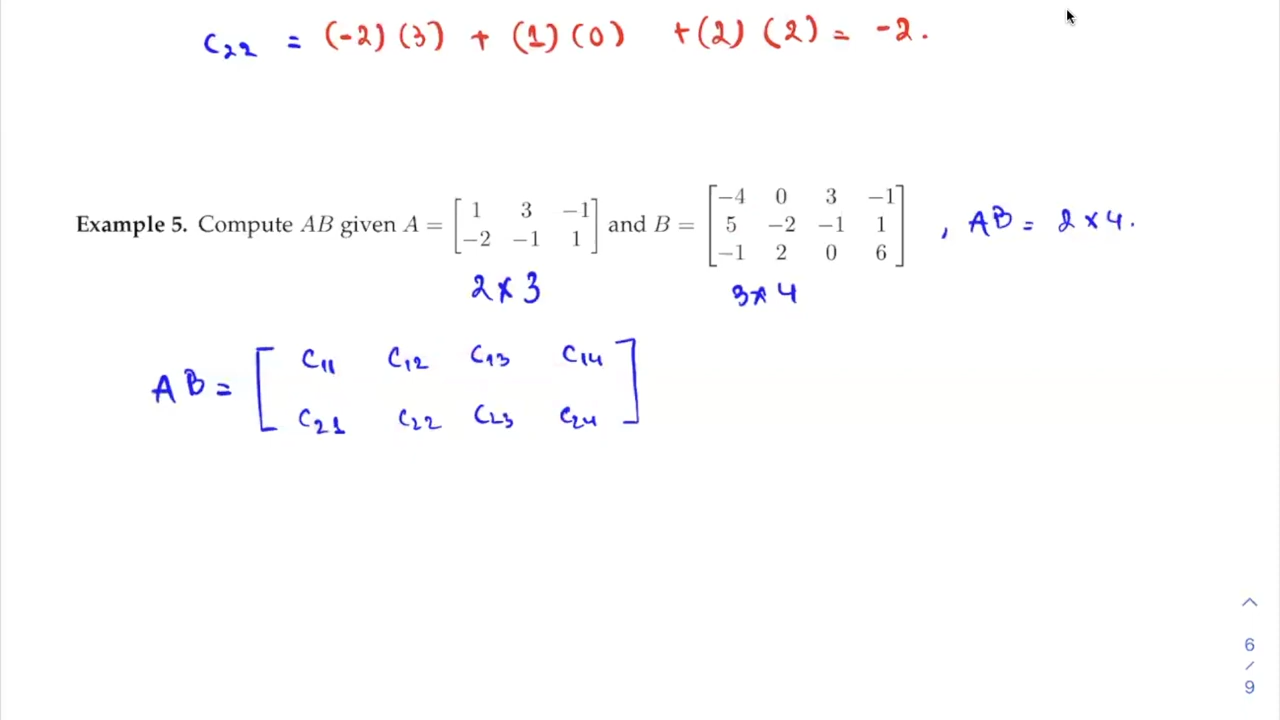 C₂₂ = (-2)(3) + (1)(0) + (2)(2) = -2.
Example 5. Compute AB given A = [1 3 −1; −2 −1 1] and B = [−4 0 3 −1; 5 −2 −1 1; −1 2 0 6] , AB = 2×4.
2×3 3×4
AB = [C₁₁ C₁₂ C₁₃ C₁₄; C₂₁ C₂₂ C₂₃ C₂₄]
6
/
9